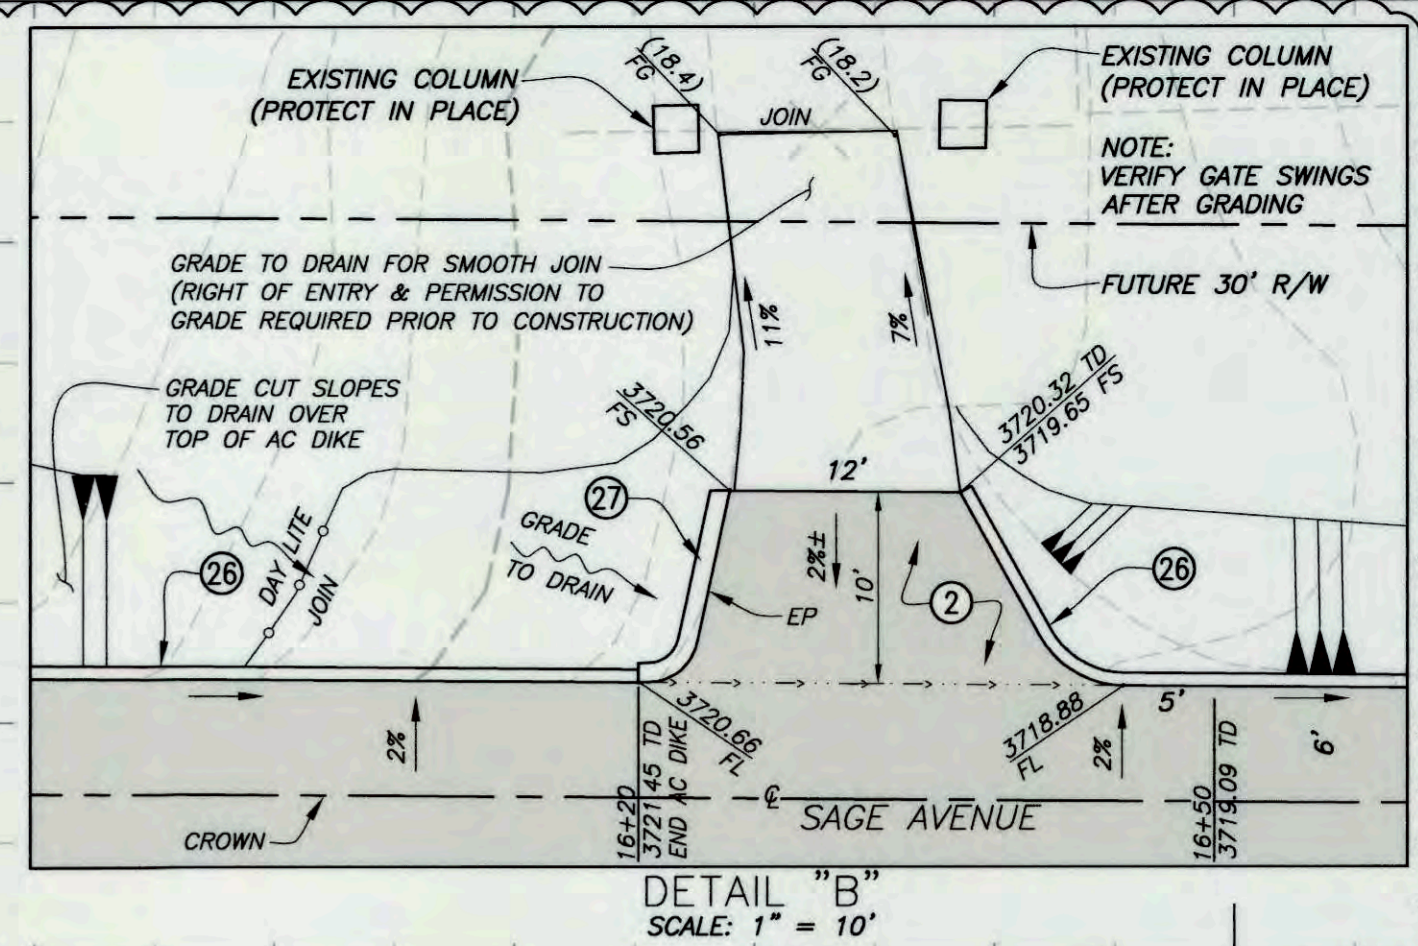 EXISTING COLUMN
(PROTECT IN PLACE)
(18.4)
FG
JOIN
(18.2)
FG
EXISTING COLUMN
(PROTECT IN PLACE)
NOTE:
VERIFY GATE SWINGS
AFTER GRADING
GRADE TO DRAIN FOR SMOOTH JOIN
(RIGHT OF ENTRY & PERMISSION TO
GRADE REQUIRED PRIOR TO CONSTRUCTION)
FUTURE 30' R/W
11%
7%
GRADE CUT SLOPES
TO DRAIN OVER
TOP OF AC DIKE
3720.56
FS
3720.32 TD
3719.65 FS
12'
27
GRADE
TO DRAIN
26
DAY LITE
JOIN
2%±
10'
2
EP
26
3720.66
FL
3718.88
FL
5'
6'
2%
2%
16+20
3721.45 TD
END AC DIKE
16+50
3719.09 TD
CROWN
℄
SAGE AVENUE
DETAIL "B"
SCALE: 1" = 10'